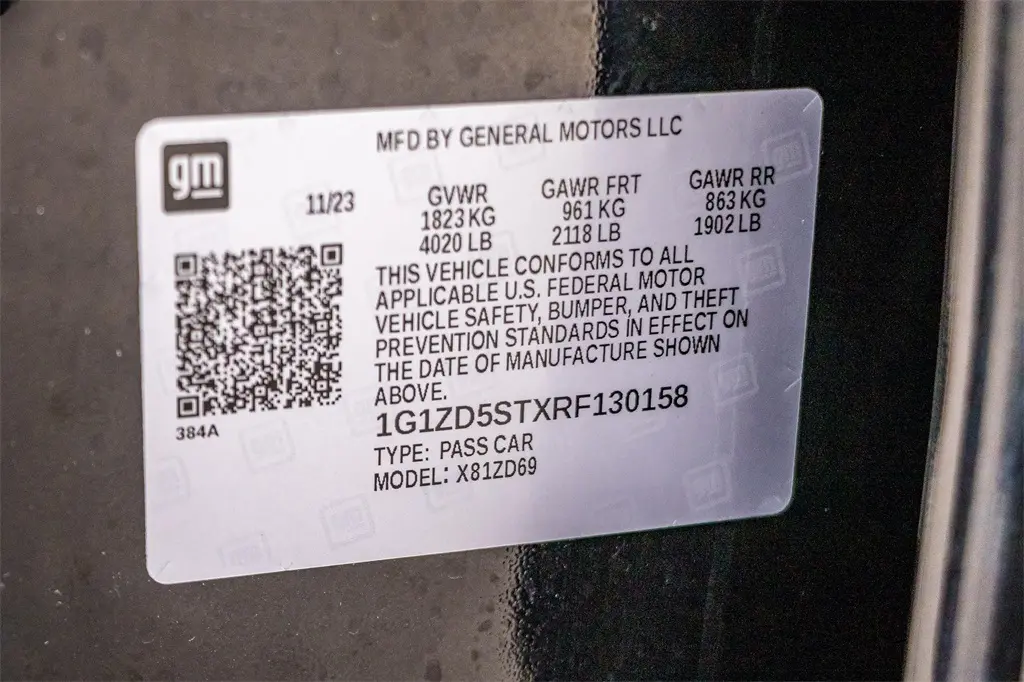 gm
MFD BY GENERAL MOTORS LLC
11/23
GVWR
1823 KG
4020 LB
GAWR FRT
961 KG
2118 LB
GAWR RR
863 KG
1902 LB
THIS VEHICLE CONFORMS TO ALL
APPLICABLE U.S. FEDERAL MOTOR
VEHICLE SAFETY, BUMPER, AND THEFT
PREVENTION STANDARDS IN EFFECT ON
THE DATE OF MANUFACTURE SHOWN
ABOVE.
384A
1G1ZD5STXRF130158
TYPE: PASS CAR
MODEL: X81ZD69